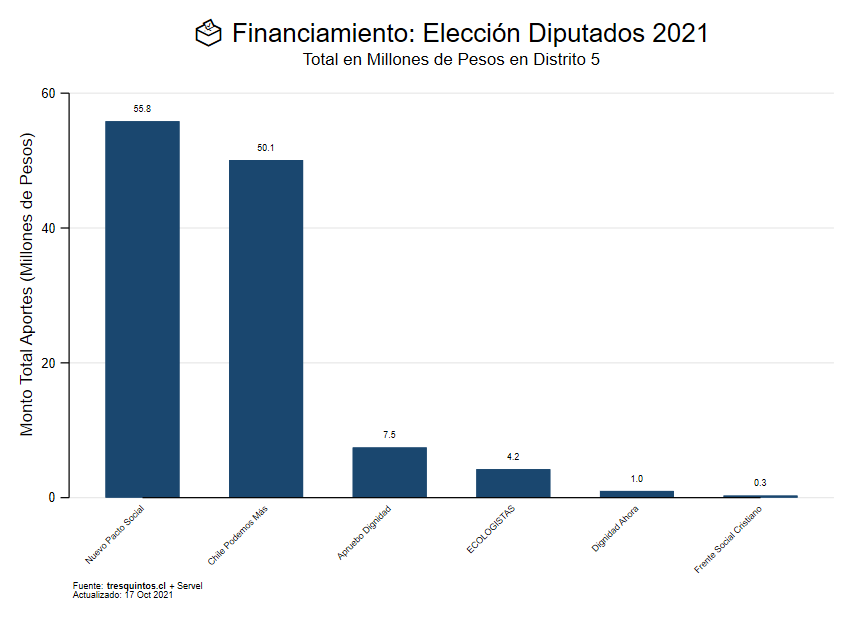 Financiamiento: Elección Diputados 2021
Total en Millones de Pesos en Distrito 5
Monto Total Aportes (Millones de Pesos)
60
40
20
0
55.8
50.1
7.5
4.2
1.0
0.3
Nuevo Pacto Social
Chile Podemos Más
Apruebo Dignidad
ECOLOGISTAS
Dignidad Ahora
Frente Social Cristiano
Fuente: tresquintos.cl + Servel
Actualizado: 17 Oct 2021